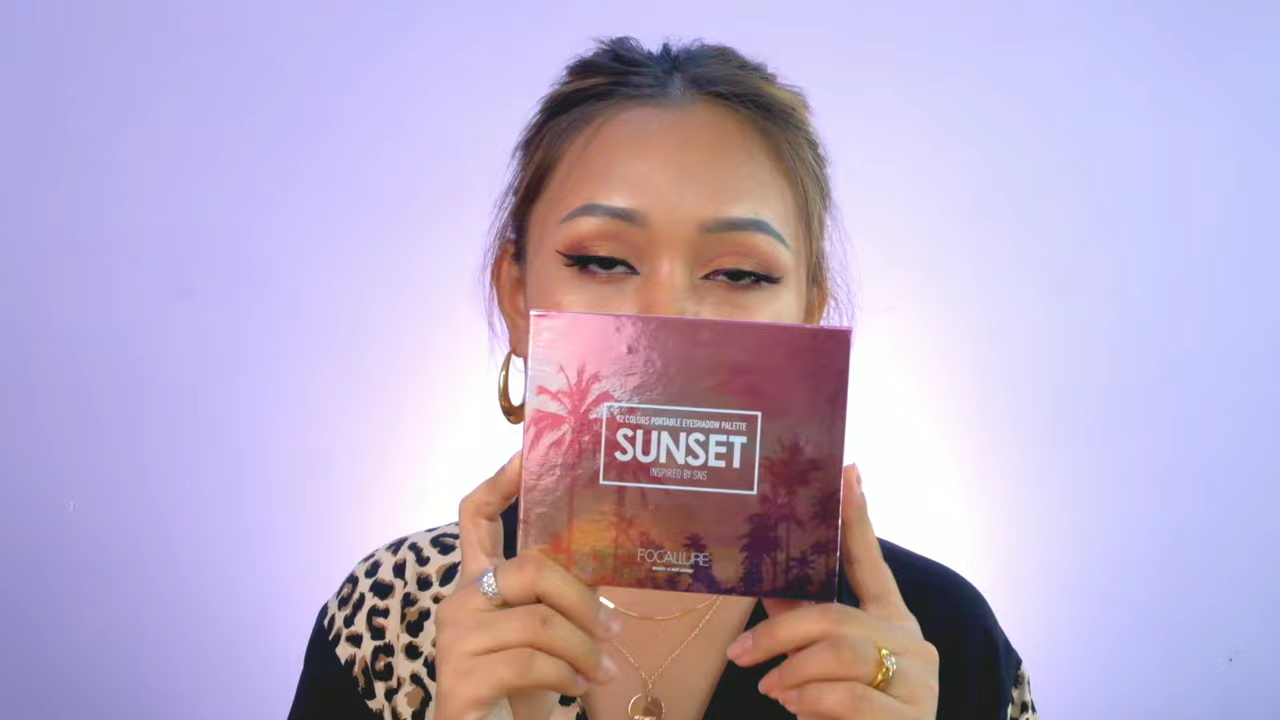 12 COLORS PORTABLE EYESHADOW PALETTE
SUNSET
INSPIRED BY SNS
FOCALLURE